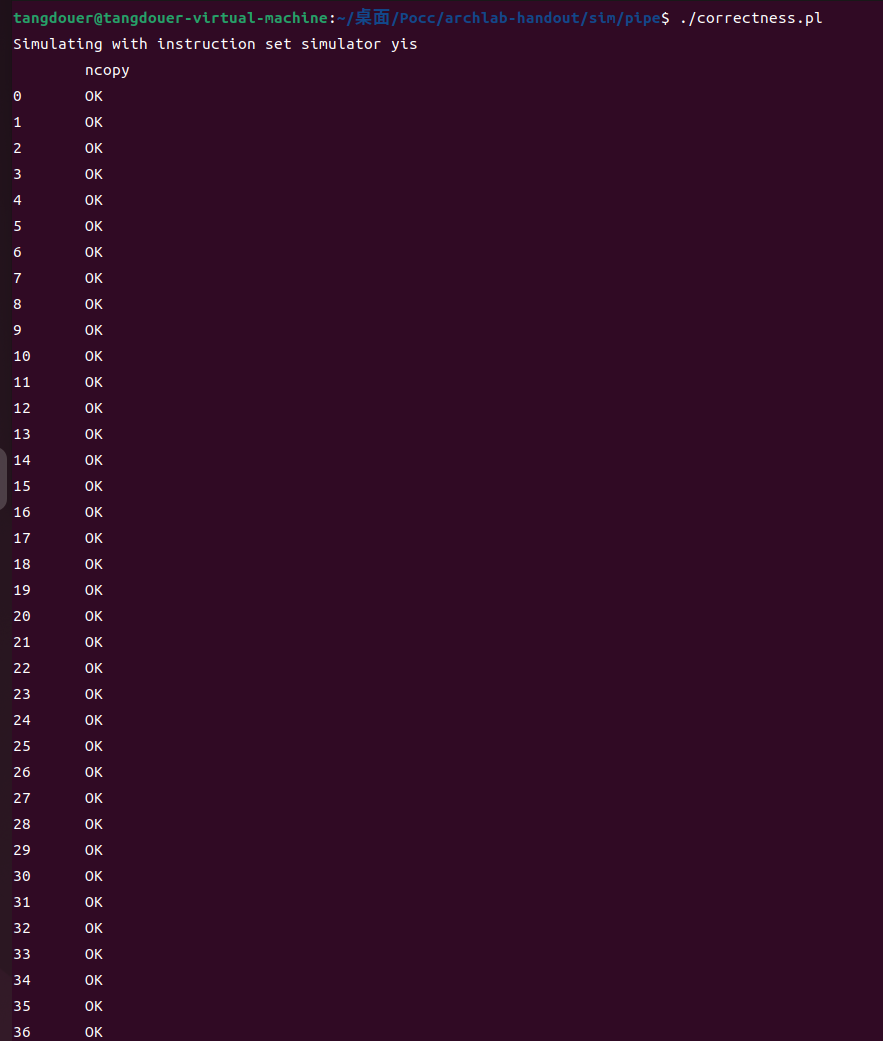 tangdouer@tangdouer-virtual-machine:~/桌面/Pocc/archlab-handout/sim/pipe$ ./correctness.pl
Simulating with instruction set simulator yis
        ncopy
0       OK
1       OK
2       OK
3       OK
4       OK
5       OK
6       OK
7       OK
8       OK
9       OK
10      OK
11      OK
12      OK
13      OK
14      OK
15      OK
16      OK
17      OK
18      OK
19      OK
20      OK
21      OK
22      OK
23      OK
24      OK
25      OK
26      OK
27      OK
28      OK
29      OK
30      OK
31      OK
32      OK
33      OK
34      OK
35      OK
36      OK